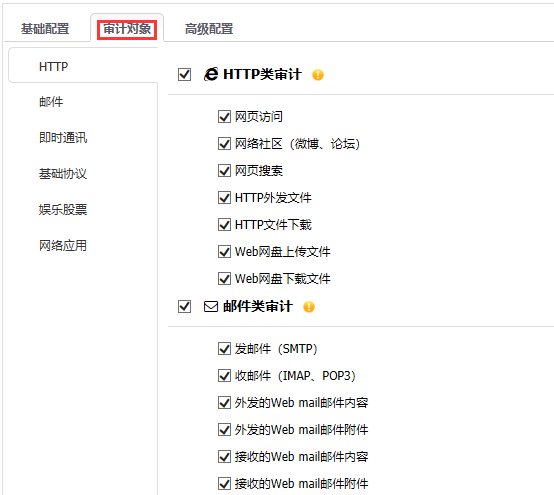 基础配置 审计对象 高级配置
HTTP
邮件
即时通讯
基础协议
娱乐股票
网络应用
HTTP类审计
网页访问
网络社区（微博、论坛）
网页搜索
HTTP外发文件
HTTP文件下载
Web网盘上传文件
Web网盘下载文件
邮件类审计
发邮件（SMTP）
收邮件（IMAP、POP3）
外发的Web mail邮件内容
外发的Web mail邮件附件
接收的Web mail邮件内容
接收的Web mail邮件附件